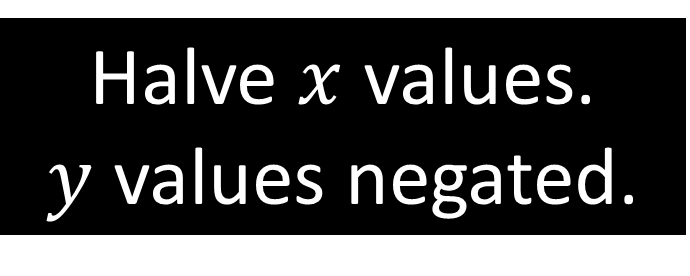 Halve x values.
y values negated.